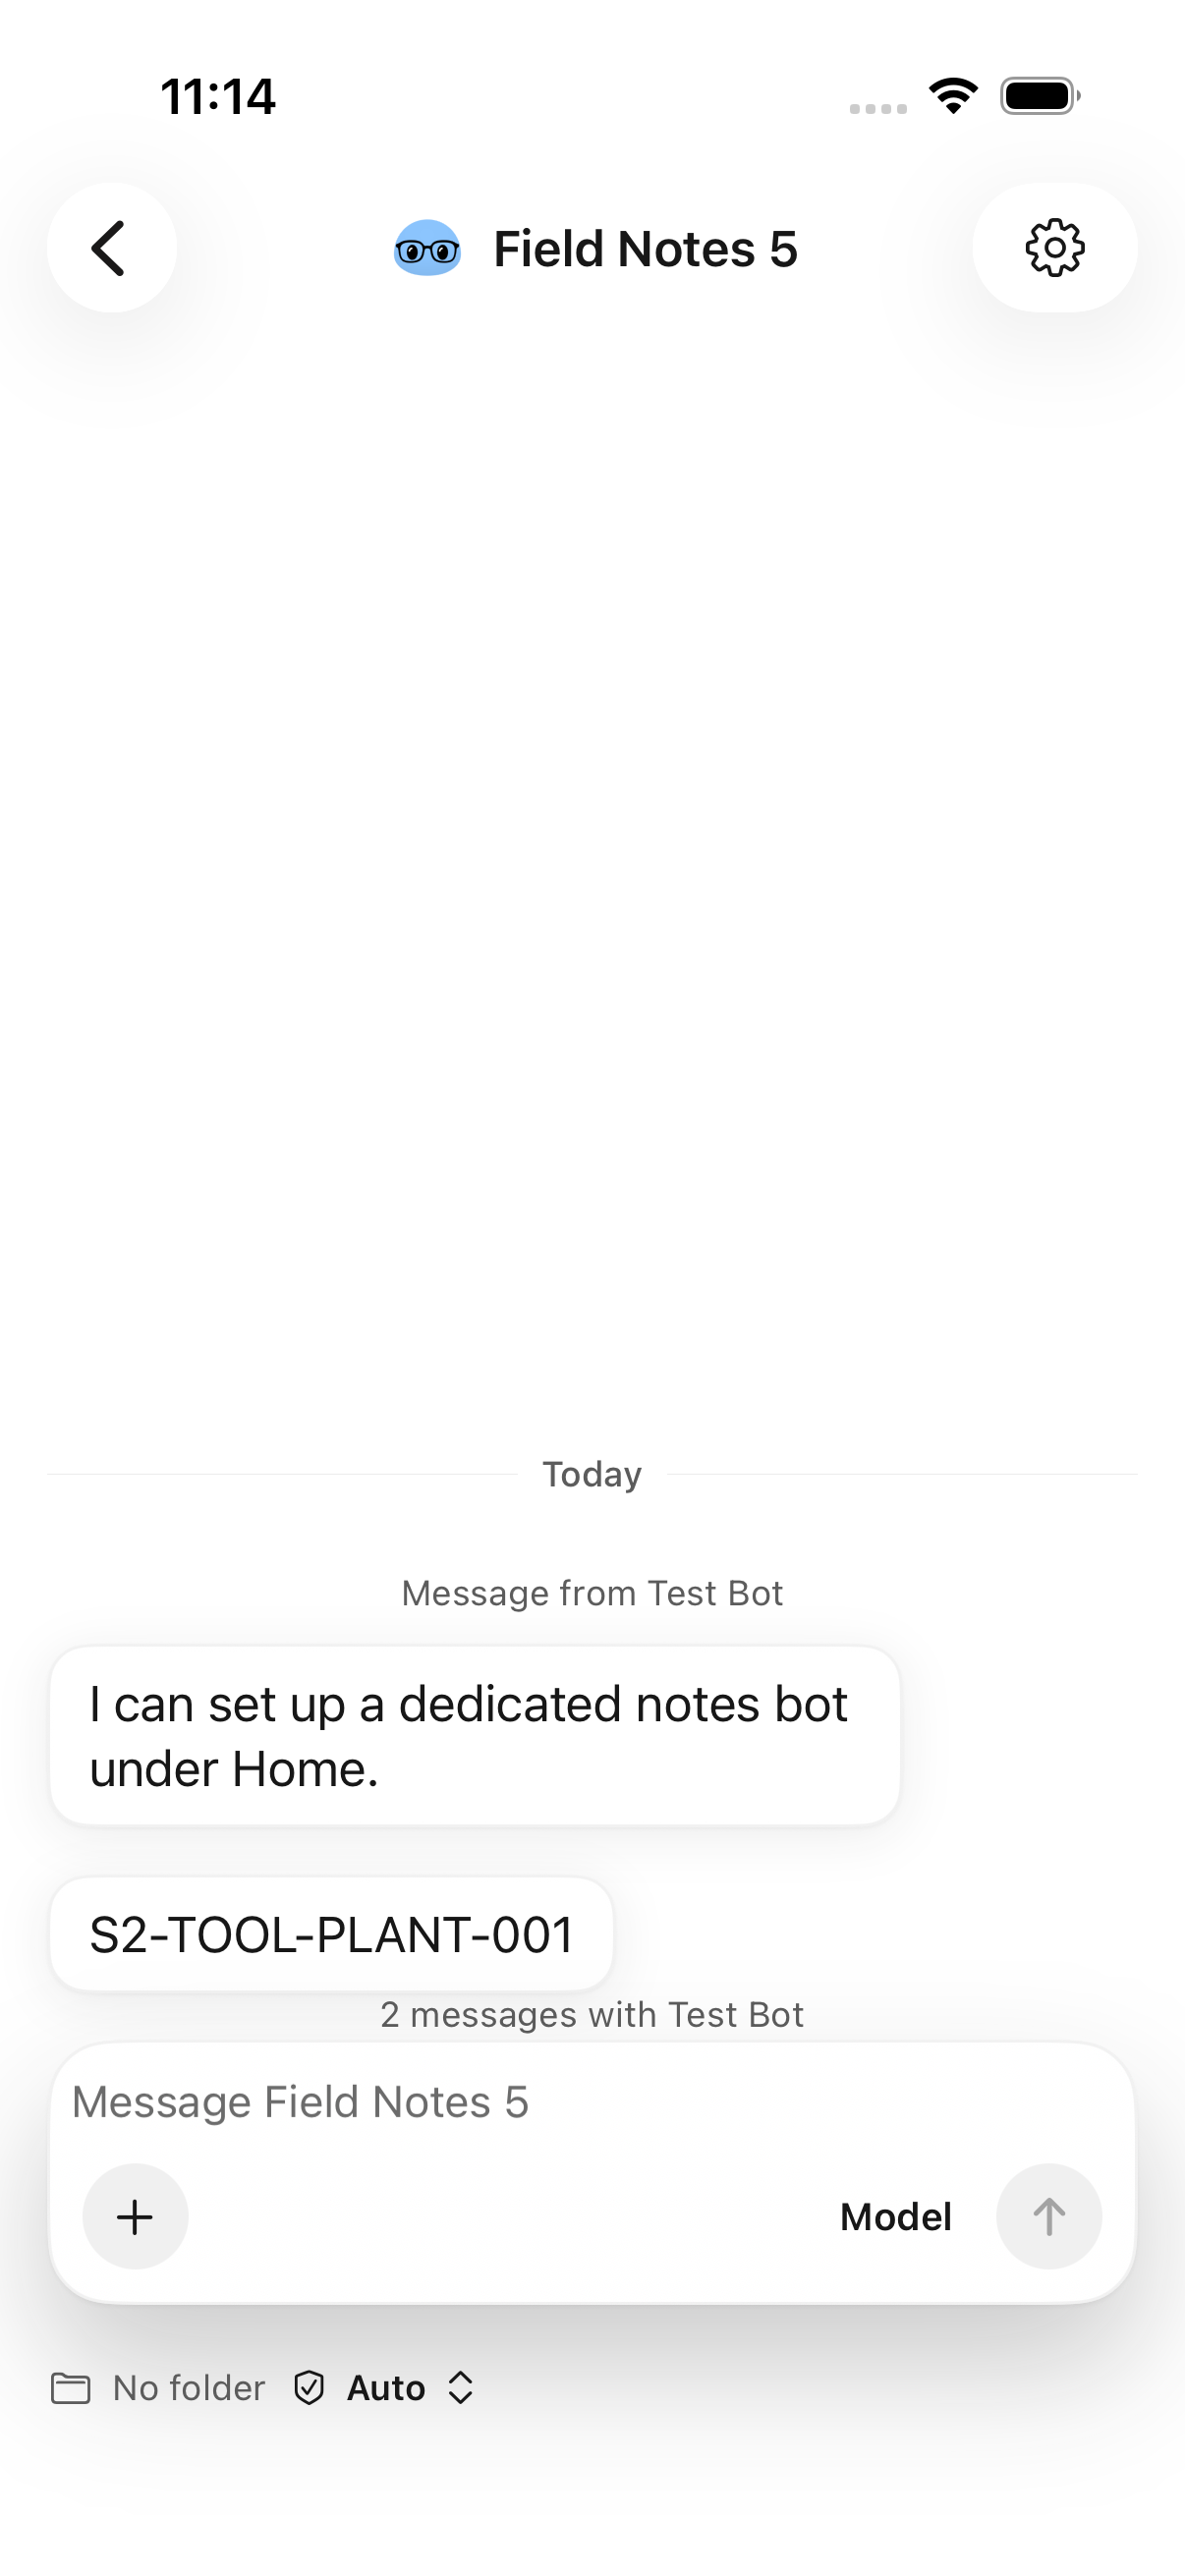 11:14
Field Notes 5
Today
Message from Test Bot
I can set up a dedicated notes bot
under Home.
S2-TOOL-PLANT-001
2 messages with Test Bot
Message Field Notes 5
Model
No folder
Auto